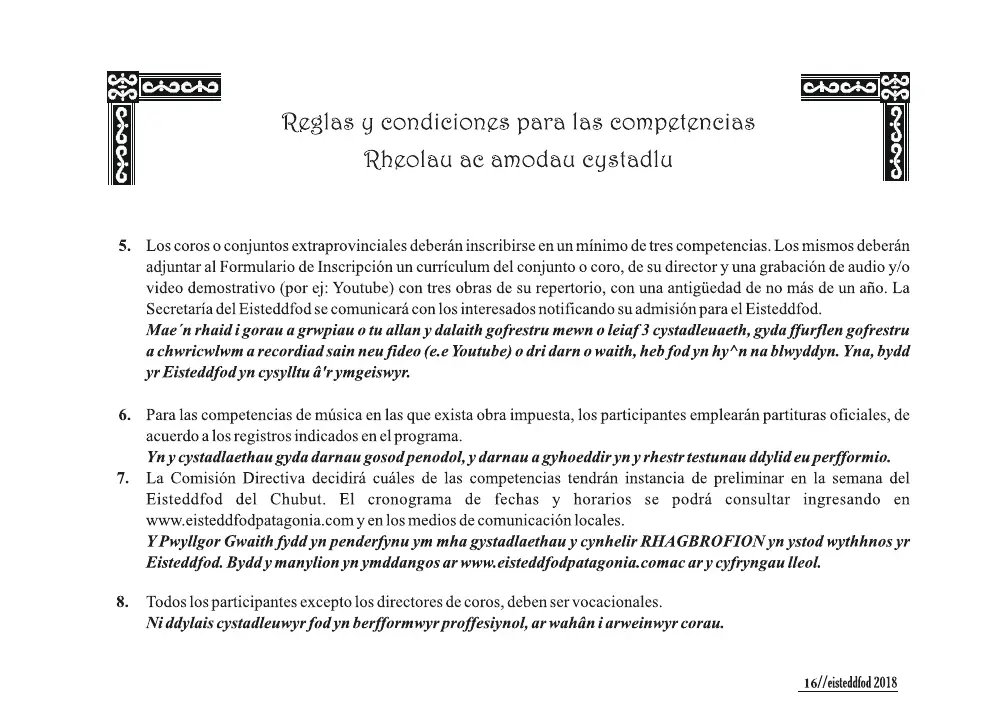 Reglas y condiciones para las competencias
Rheolau ac amodau cystadlu
5. Los coros o conjuntos extraprovinciales deberán inscribirse en un mínimo de tres competencias. Los mismos deberán
adjuntar al Formulario de Inscripción un currículum del conjunto o coro, de su director y una grabación de audio y/o
video demostrativo (por ej: Youtube) con tres obras de su repertorio, con una antigüedad de no más de un año. La
Secretaría del Eisteddfod se comunicará con los interesados notificando su admisión para el Eisteddfod.
Mae´n rhaid i gorau a grwpiau o tu allan y dalaith gofrestru mewn o leiaf 3 cystadleuaeth, gyda ffurflen gofrestru
a chwricwlwm a recordiad sain neu fideo (e.e Youtube) o dri darn o waith, heb fod yn hy^n na blwyddyn. Yna, bydd
yr Eisteddfod yn cysylltu â'r ymgeiswyr.
6. Para las competencias de música en las que exista obra impuesta, los participantes emplearán partituras oficiales, de
acuerdo a los registros indicados en el programa.
Yn y cystadlaethau gyda darnau gosod penodol, y darnau a gyhoeddir yn y rhestr testunau ddylid eu perfformio.
7. La Comisión Directiva decidirá cuáles de las competencias tendrán instancia de preliminar en la semana del
Eisteddfod del Chubut. El cronograma de fechas y horarios se podrá consultar ingresando en
www.eisteddfodpatagonia.com y en los medios de comunicación locales.
Y Pwyllgor Gwaith fydd yn penderfynu ym mha gystadlaethau y cynhelir RHAGBROFION yn ystod wythhnos yr
Eisteddfod. Bydd y manylion yn ymddangos ar www.eisteddfodpatagonia.comac ar y cyfryngau lleol.
8. Todos los participantes excepto los directores de coros, deben ser vocacionales.
Ni ddylais cystadleuwyr fod yn berfformwyr proffesiynol, ar wahân i arweinwyr corau.
16//eisteddfod 2018